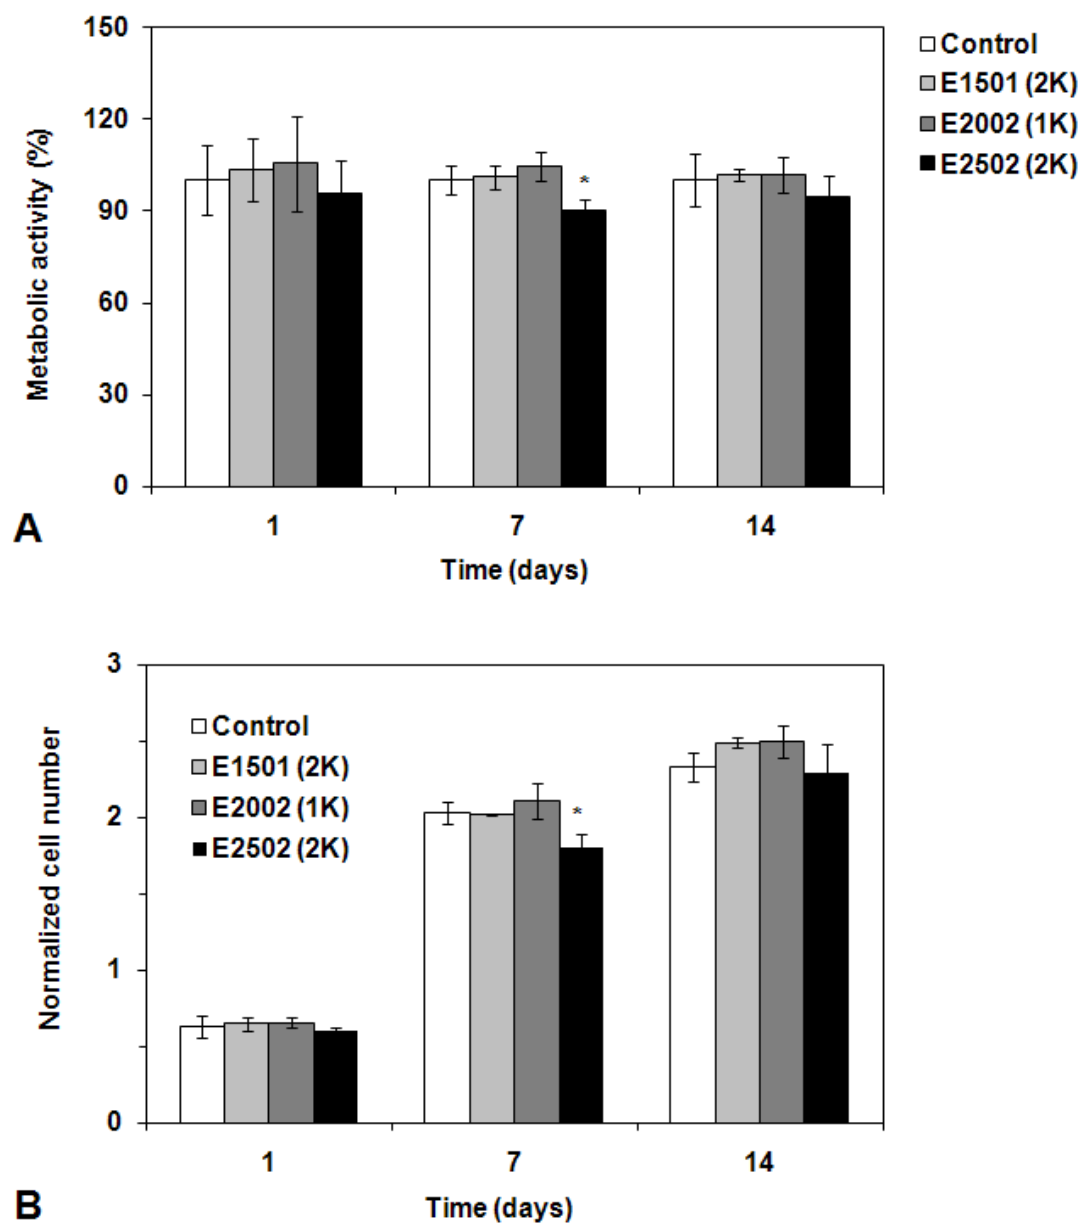 150
120
90
60
30
0
Metabolic activity (%)
Control
E1501 (2K)
E2002 (1K)
E2502 (2K)
*
1 7 14
Time (days)
A
3
2
1
0
Normalized cell number
Control
E1501 (2K)
E2002 (1K)
E2502 (2K)
*
1 7 14
Time (days)
B